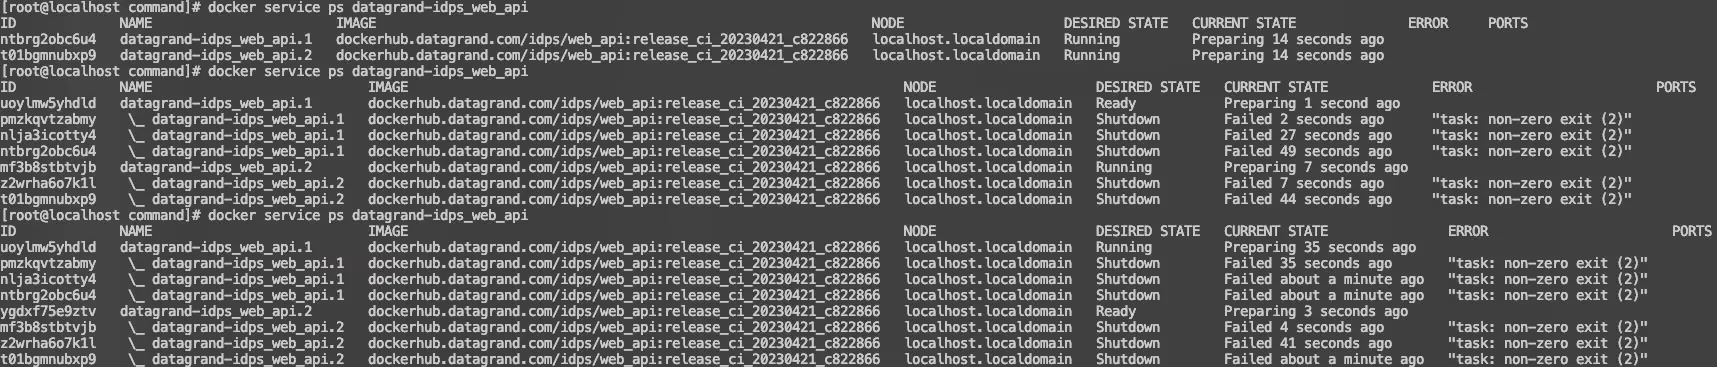 [root@localhost command]# docker service ps datagrand-idps_web_api
ID             NAME                       IMAGE                                                              NODE                    DESIRED STATE   CURRENT STATE              ERROR     PORTS
ntbrg2obc6u4   datagrand-idps_web_api.1   dockerhub.datagrand.com/idps/web_api:release_ci_20230421_c822866   localhost.localdomain   Running         Preparing 14 seconds ago
t01bgmnubxp9   datagrand-idps_web_api.2   dockerhub.datagrand.com/idps/web_api:release_ci_20230421_c822866   localhost.localdomain   Running         Preparing 14 seconds ago
[root@localhost command]# docker service ps datagrand-idps_web_api
ID             NAME                           IMAGE                                                              NODE                    DESIRED STATE   CURRENT STATE             ERROR                       PORTS
uoylmw5yhdld   datagrand-idps_web_api.1       dockerhub.datagrand.com/idps/web_api:release_ci_20230421_c822866   localhost.localdomain   Ready           Preparing 1 second ago
pmzkqvtzabmy    \_ datagrand-idps_web_api.1   dockerhub.datagrand.com/idps/web_api:release_ci_20230421_c822866   localhost.localdomain   Shutdown        Failed 2 seconds ago      "task: non-zero exit (2)"
nlja3icotty4    \_ datagrand-idps_web_api.1   dockerhub.datagrand.com/idps/web_api:release_ci_20230421_c822866   localhost.localdomain   Shutdown        Failed 27 seconds ago     "task: non-zero exit (2)"
ntbrg2obc6u4    \_ datagrand-idps_web_api.1   dockerhub.datagrand.com/idps/web_api:release_ci_20230421_c822866   localhost.localdomain   Shutdown        Failed 49 seconds ago     "task: non-zero exit (2)"
mf3b8stbtvjb   datagrand-idps_web_api.2       dockerhub.datagrand.com/idps/web_api:release_ci_20230421_c822866   localhost.localdomain   Running         Preparing 7 seconds ago
z2wrha6o7k1l    \_ datagrand-idps_web_api.2   dockerhub.datagrand.com/idps/web_api:release_ci_20230421_c822866   localhost.localdomain   Shutdown        Failed 7 seconds ago      "task: non-zero exit (2)"
t01bgmnubxp9    \_ datagrand-idps_web_api.2   dockerhub.datagrand.com/idps/web_api:release_ci_20230421_c822866   localhost.localdomain   Shutdown        Failed 44 seconds ago     "task: non-zero exit (2)"
[root@localhost command]# docker service ps datagrand-idps_web_api
ID             NAME                           IMAGE                                                              NODE                    DESIRED STATE   CURRENT STATE               ERROR                       PORTS
uoylmw5yhdld   datagrand-idps_web_api.1       dockerhub.datagrand.com/idps/web_api:release_ci_20230421_c822866   localhost.localdomain   Running         Preparing 35 seconds ago
pmzkqvtzabmy    \_ datagrand-idps_web_api.1   dockerhub.datagrand.com/idps/web_api:release_ci_20230421_c822866   localhost.localdomain   Shutdown        Failed 35 seconds ago       "task: non-zero exit (2)"
nlja3icotty4    \_ datagrand-idps_web_api.1   dockerhub.datagrand.com/idps/web_api:release_ci_20230421_c822866   localhost.localdomain   Shutdown        Failed about a minute ago   "task: non-zero exit (2)"
ntbrg2obc6u4    \_ datagrand-idps_web_api.1   dockerhub.datagrand.com/idps/web_api:release_ci_20230421_c822866   localhost.localdomain   Shutdown        Failed about a minute ago   "task: non-zero exit (2)"
ygdxf75e9ztv   datagrand-idps_web_api.2       dockerhub.datagrand.com/idps/web_api:release_ci_20230421_c822866   localhost.localdomain   Ready           Preparing 3 seconds ago
mf3b8stbtvjb    \_ datagrand-idps_web_api.2   dockerhub.datagrand.com/idps/web_api:release_ci_20230421_c822866   localhost.localdomain   Shutdown        Failed 4 seconds ago        "task: non-zero exit (2)"
z2wrha6o7k1l    \_ datagrand-idps_web_api.2   dockerhub.datagrand.com/idps/web_api:release_ci_20230421_c822866   localhost.localdomain   Shutdown        Failed 41 seconds ago       "task: non-zero exit (2)"
t01bgmnubxp9    \_ datagrand-idps_web_api.2   dockerhub.datagrand.com/idps/web_api:release_ci_20230421_c822866   localhost.localdomain   Shutdown        Failed about a minute ago   "task: non-zero exit (2)"